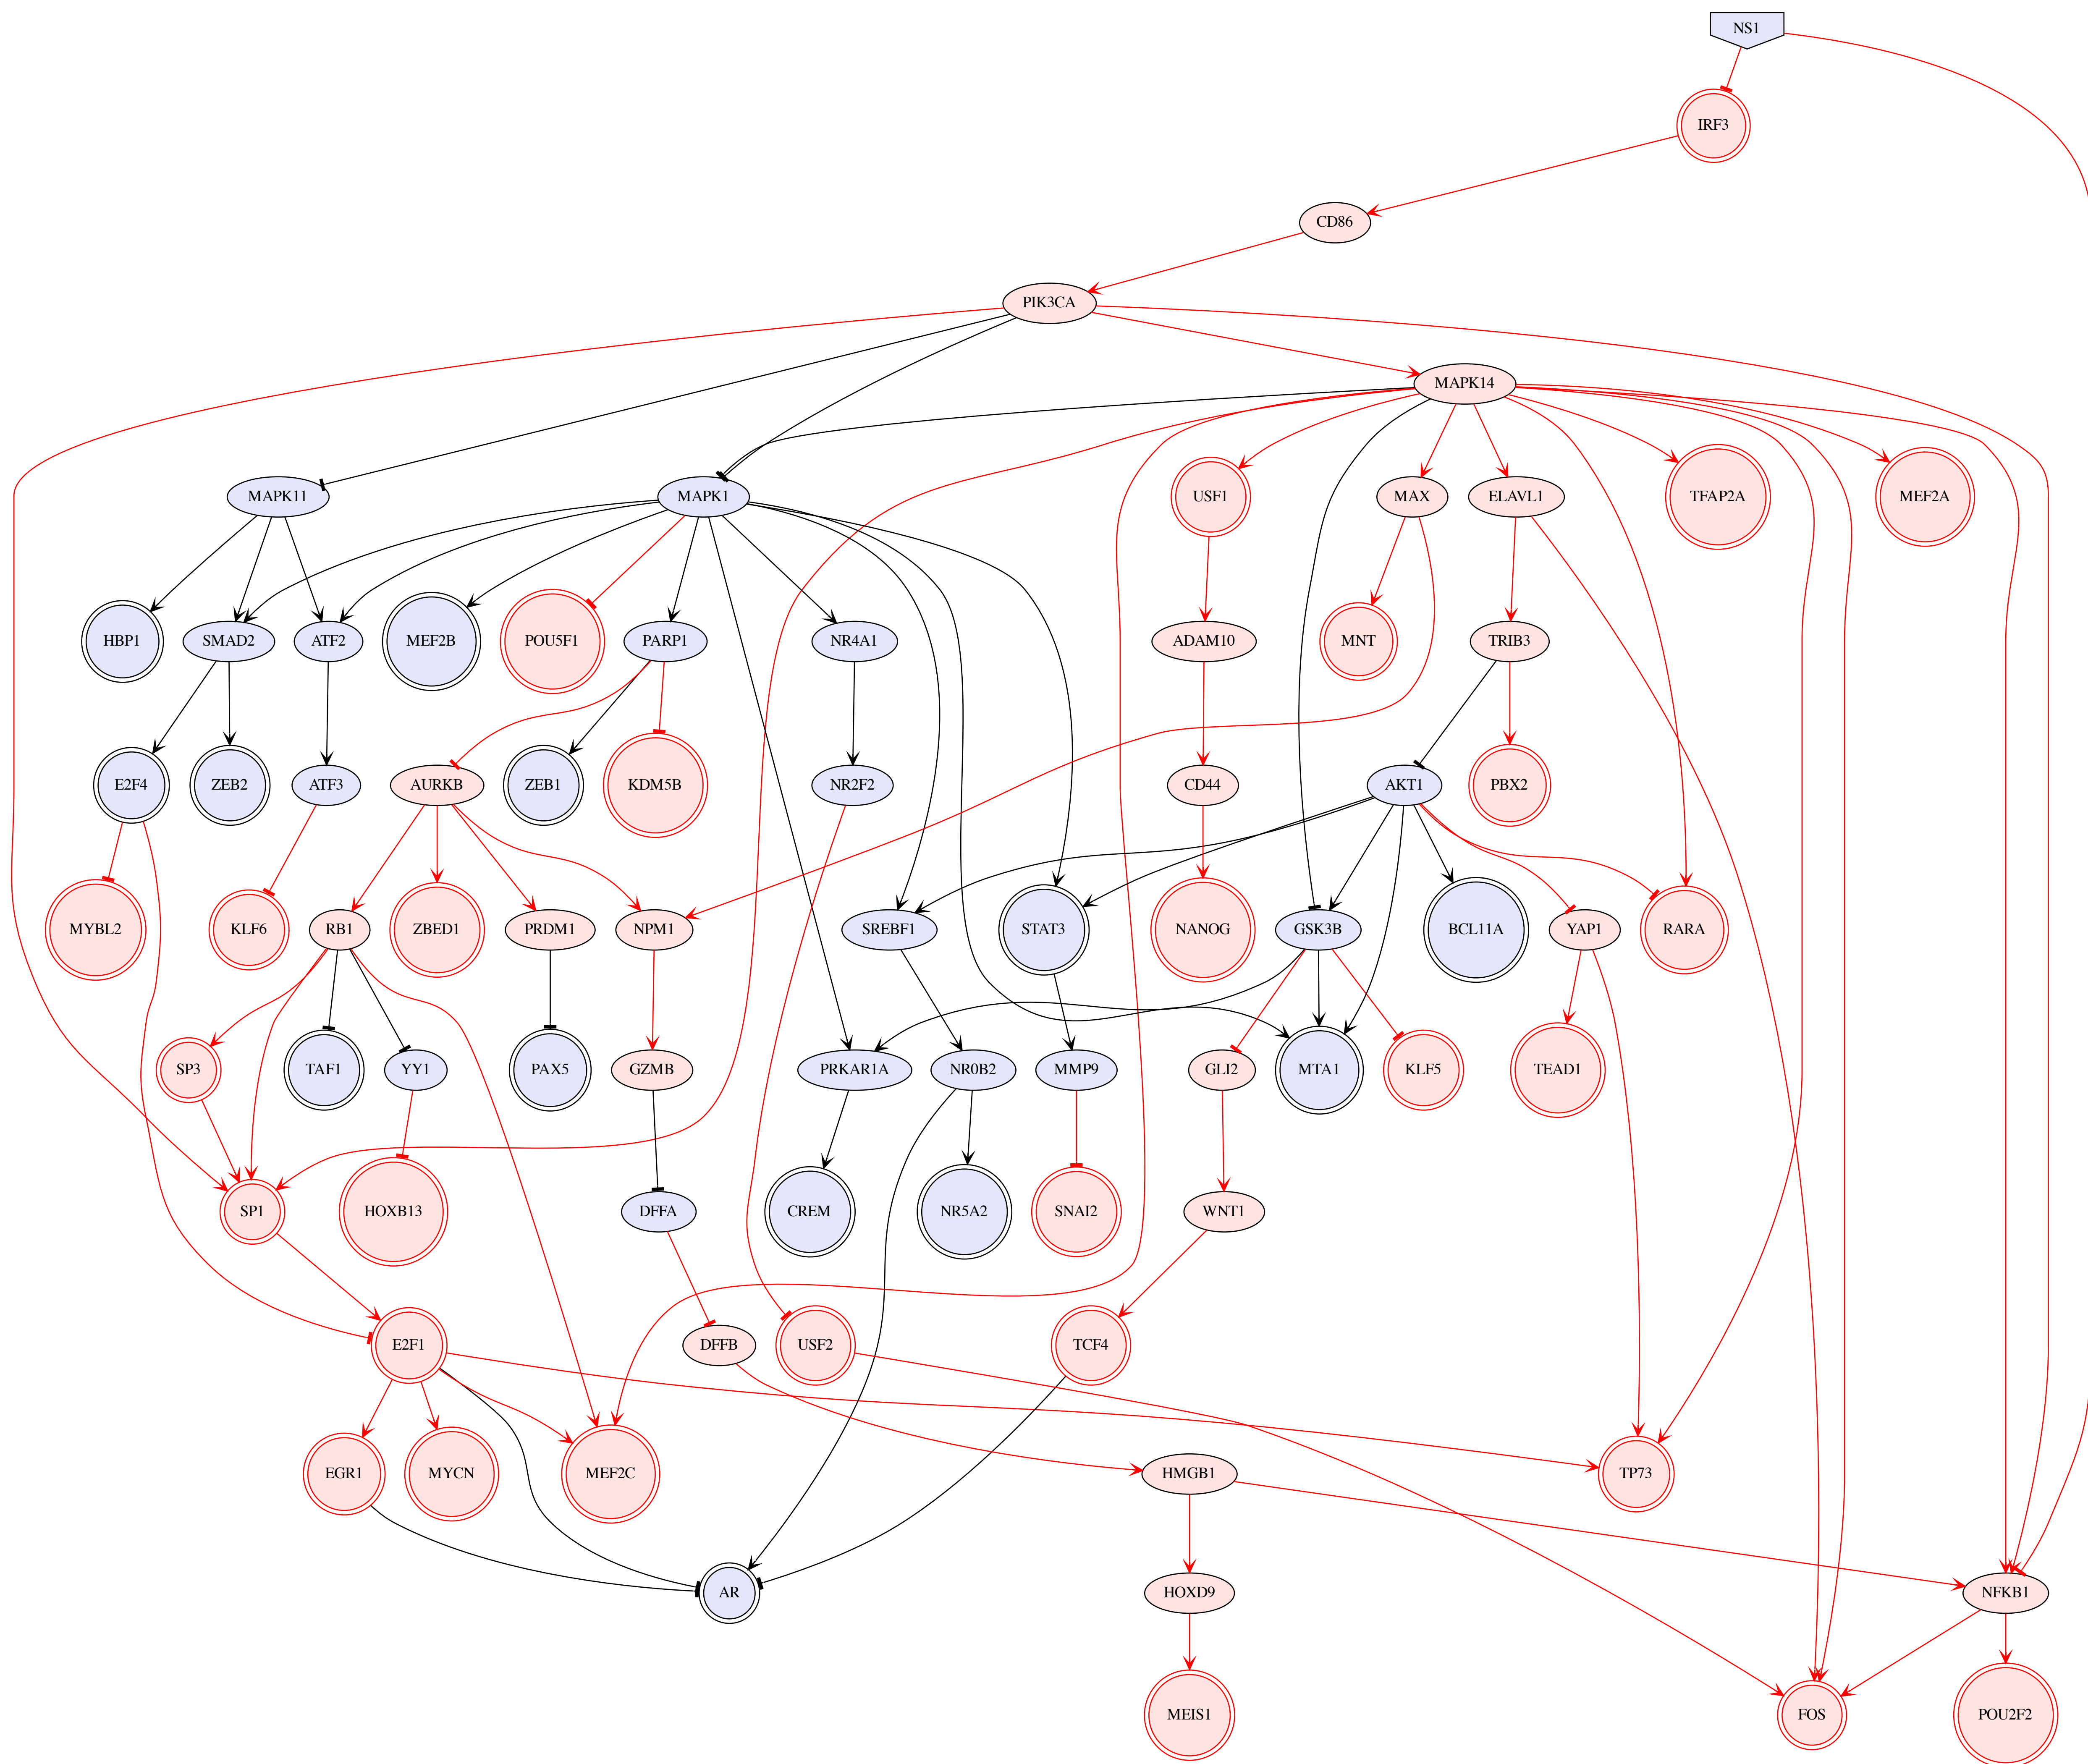 NS1
IRF3
CD86
PIK3CA
MAPK14
MAPK11
MAPK1
USF1
MAX
ELAVL1
TFAP2A
MEF2A
HBP1
SMAD2
ATF2
MEF2B
POU5F1
PARP1
NR4A1
ADAM10
MNT
TRIB3
E2F4
ZEB2
ATF3
AURKB
ZEB1
KDM5B
NR2F2
CD44
AKT1
PBX2
MYBL2
KLF6
RB1
ZBED1
PRDM1
NPM1
SREBF1
STAT3
NANOG
GSK3B
BCL11A
YAP1
RARA
SP3
TAF1
YY1
PAX5
GZMB
PRKAR1A
NR0B2
MMP9
GLI2
MTA1
KLF5
TEAD1
SP1
HOXB13
DFFA
CREM
NR5A2
SNAI2
WNT1
E2F1
DFFB
USF2
TCF4
EGR1
MYCN
MEF2C
HMGB1
TP73
AR
HOXD9
NFKB1
MEIS1
FOS
POU2F2